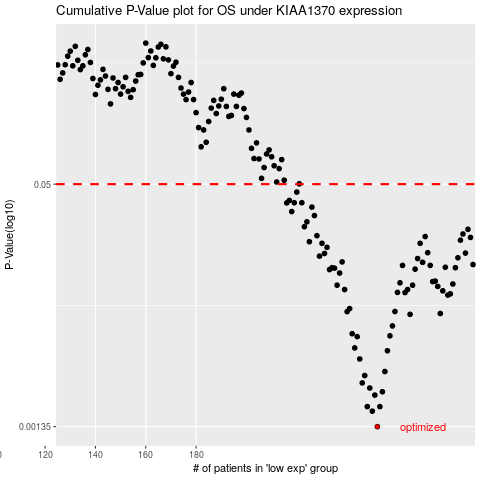 Cumulative P-Value plot for OS under KIAA1370 expression
P-Value(log10)
0.05
0.00135
optimized
0 120 140 160 180
# of patients in 'low exp' group